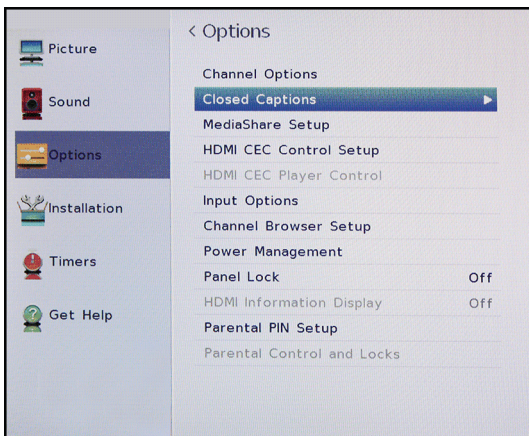 Picture
Sound
Options
Installation
Timers
Get Help
< Options
Channel Options
Closed Captions
MediaShare Setup
HDMI CEC Control Setup
HDMI CEC Player Control
Input Options
Channel Browser Setup
Power Management
Panel Lock Off
HDMI Information Display Off
Parental PIN Setup
Parental Control and Locks